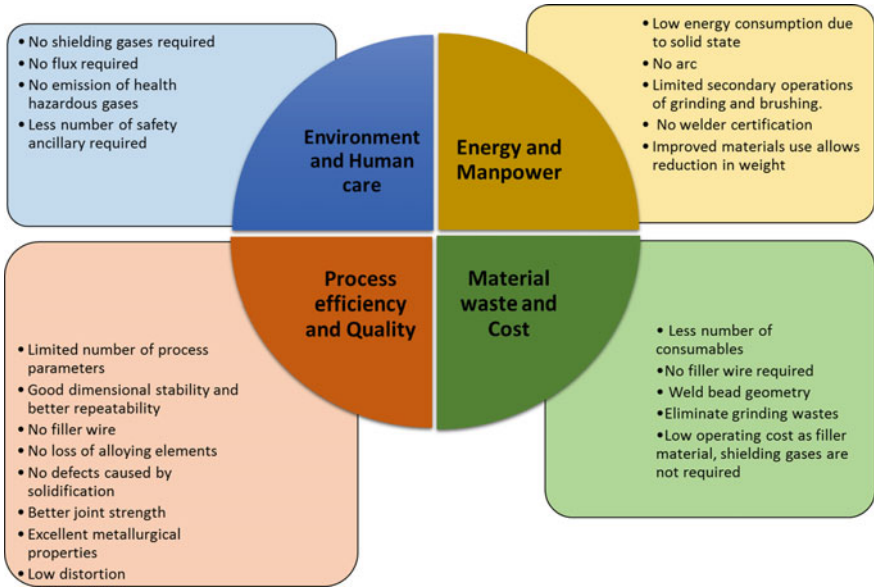 • No shielding gases required
• No flux required
• No emission of health
hazardous gases
• Less number of safety
ancillary required
Environment
and Human
care
Energy and
Manpower
• Low energy consumption due
to solid state
• No arc
• Limited secondary operations
of grinding and brushing.
• No welder certification
• Improved materials use allows
reduction in weight
Process
efficiency
and Quality
Material
waste and
Cost
• Limited number of process
parameters
• Good dimensional stability and
better repeatability
• No filler wire
• No loss of alloying elements
• No defects caused by
solidification
• Better joint strength
• Excellent metallurgical
properties
• Low distortion
• Less number of
consumables
• No filler wire required
• Weld bead geometry
• Eliminate grinding wastes
• Low operating cost as filler
material, shielding gases are
not required